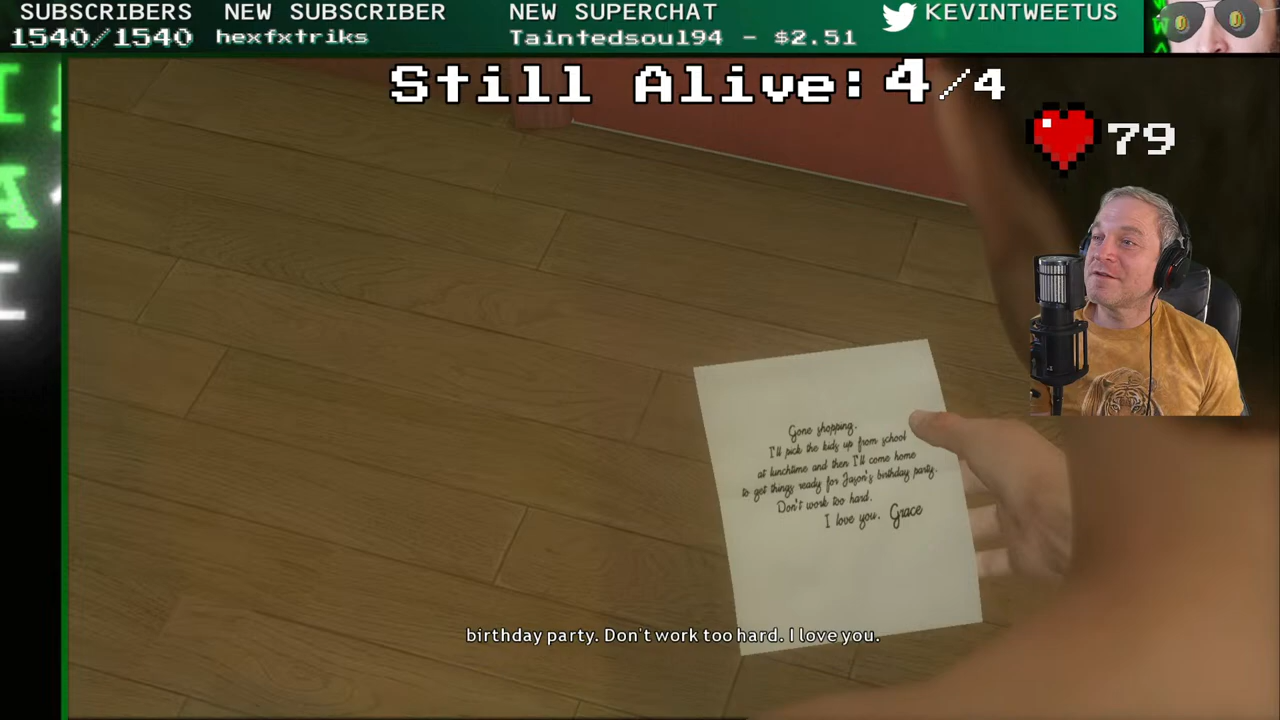 SUBSCRIBERS
1540/1540
NEW SUBSCRIBER
hexfxtriks
NEW SUPERCHAT
Taintedsoul94 - $2.51
KEVINTWEETUS
Still Alive: 4/4
79
Gone shopping.
I'll pick the kids up from school
at lunchtime and then I'll come home
to get things ready for Jason's birthday party.
Don't work too hard.
I love you. Grace
birthday party. Don't work too hard. I love you.